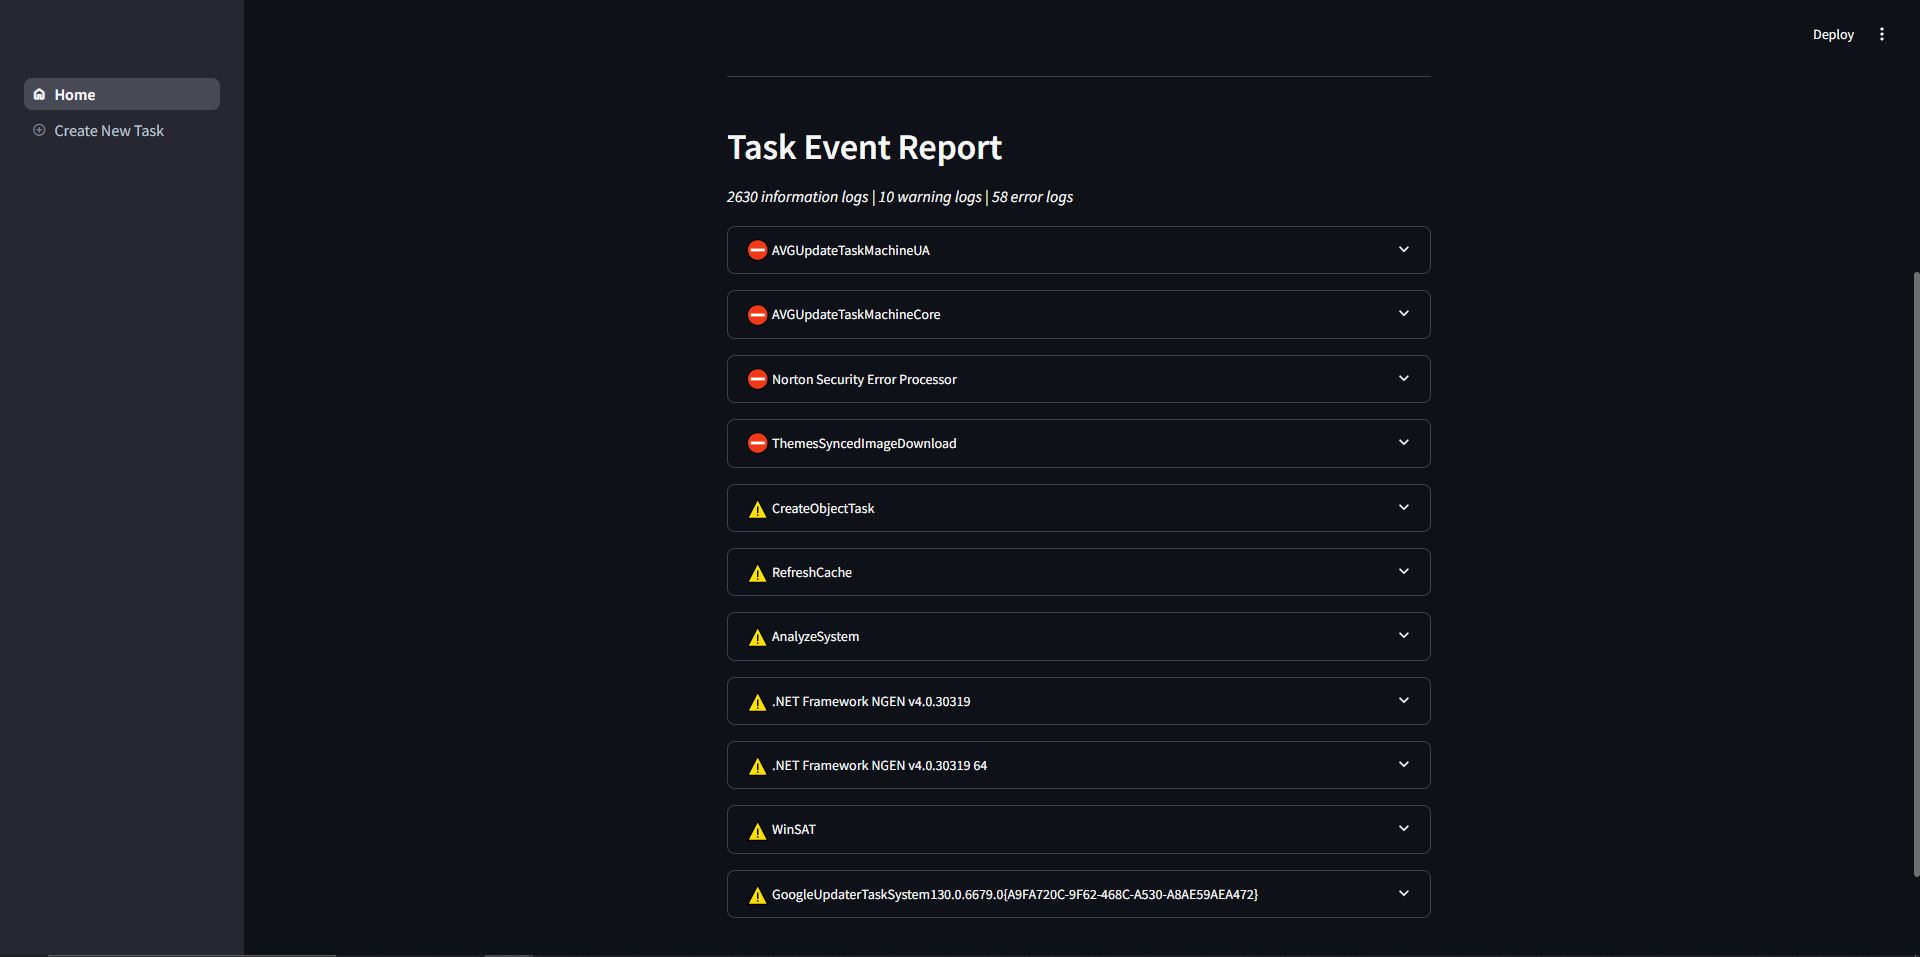 Deploy
Home
Create New Task
Task Event Report
2630 information logs | 10 warning logs | 58 error logs
AVGUpdateTaskMachineUA
AVGUpdateTaskMachineCore
Norton Security Error Processor
ThemesSyncedImageDownload
CreateObjectTask
RefreshCache
AnalyzeSystem
.NET Framework NGEN v4.0.30319
.NET Framework NGEN v4.0.30319 64
WinSAT
GoogleUpdaterTaskSystem130.0.6679.0{A9FA720C-9F62-468C-A530-A8AE59AEA472}